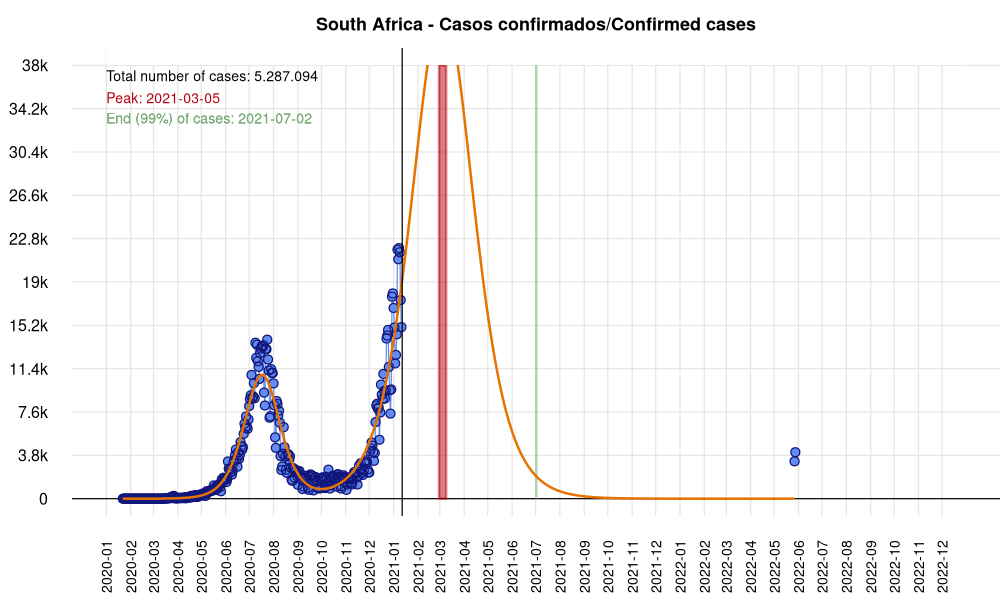 South Africa - Casos confirmados/Confirmed cases
Total number of cases: 5.287.094
Peak: 2021-03-05
End (99%) of cases: 2021-07-02
38k
34.2k
30.4k
26.6k
22.8k
19k
15.2k
11.4k
7.6k
3.8k
0
2020-01
2020-02
2020-03
2020-04
2020-05
2020-06
2020-07
2020-08
2020-09
2020-10
2020-11
2020-12
2021-01
2021-02
2021-03
2021-04
2021-05
2021-06
2021-07
2021-08
2021-09
2021-10
2021-11
2021-12
2022-01
2022-02
2022-03
2022-04
2022-05
2022-06
2022-07
2022-08
2022-09
2022-10
2022-11
2022-12